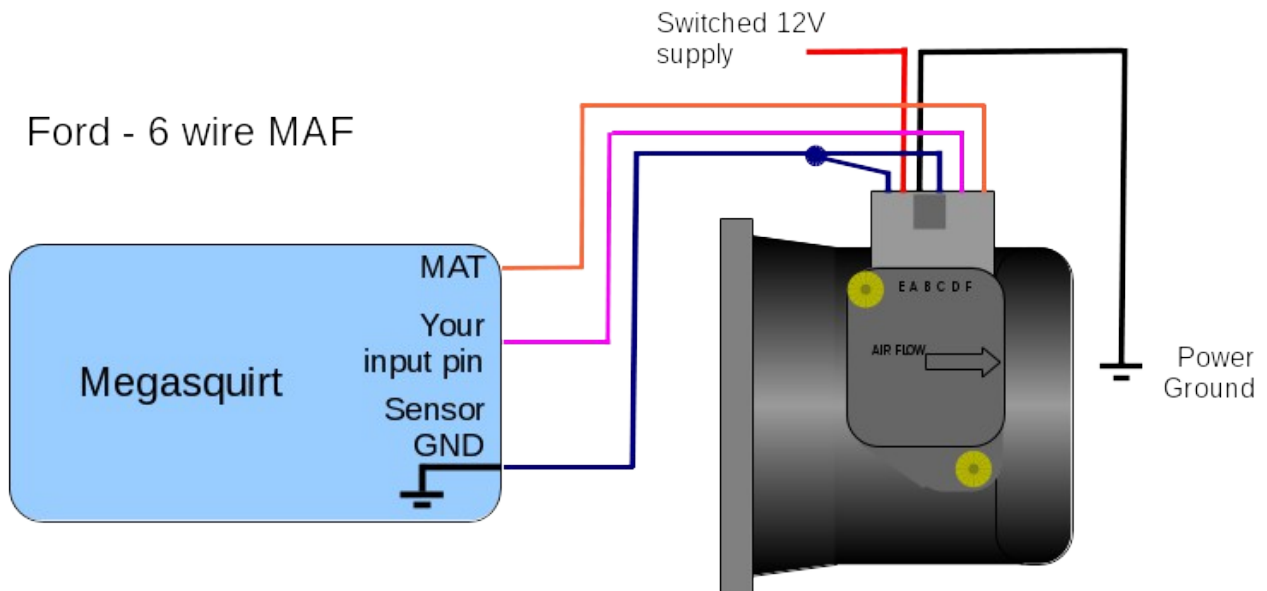 Switched 12V
supply
Ford - 6 wire MAF
MAT
Your
input pin
Sensor
GND
Megasquirt
E A B C D F
AIR FLOW
Power
Ground